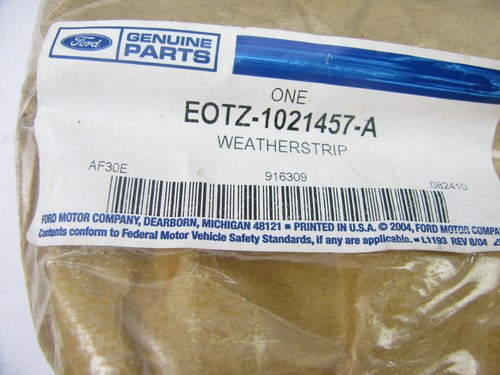 Ford
GENUINE
PARTS
ONE
EOTZ-1021457-A
WEATHERSTRIP
AF30E
916309
082410
FORD MOTOR COMPANY, DEARBORN, MICHIGAN 48121 ■ PRINTED IN U.S.A. © 2004, FORD MOTOR COMPAN
Contents conform to Federal Motor Vehicle Safety Standards, if any are applicable. ■ L1193 REV 8/04